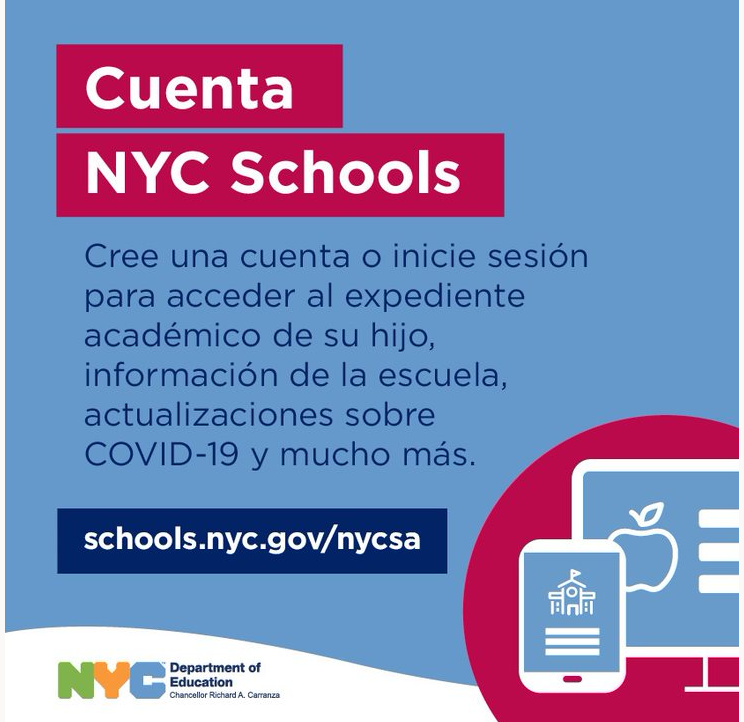 Cuenta
NYC Schools
Cree una cuenta o inicie sesión
para acceder al expediente
académico de su hijo,
información de la escuela,
actualizaciones sobre
COVID-19 y mucho más.
schools.nyc.gov/nycsa
NYC
Department of
Education
Chancellor Richard A. Carranza